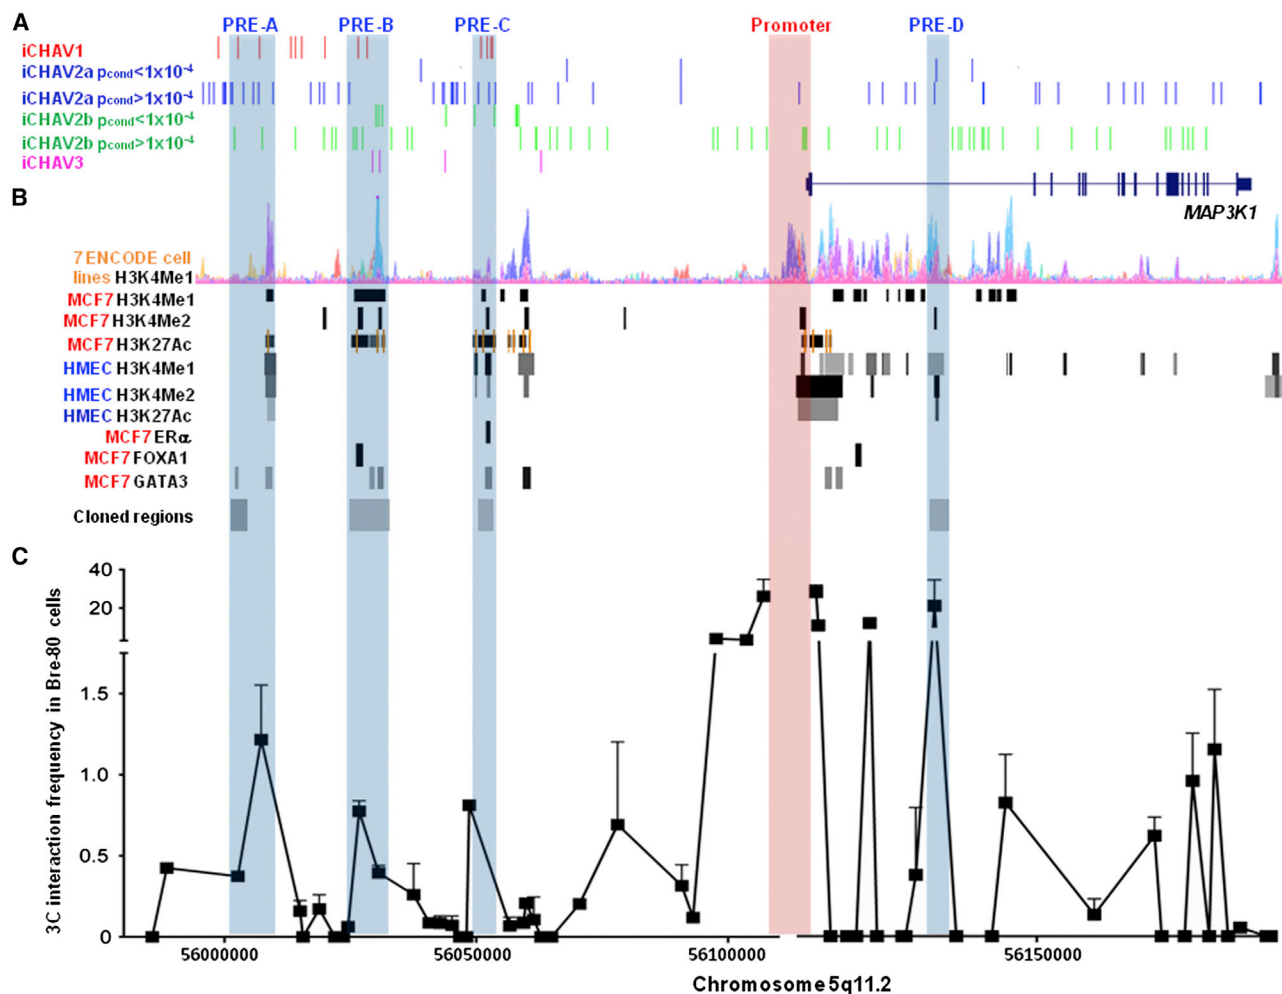 A
PRE-A PRE-B PRE-C Promoter PRE-D
iCHAV1
iCHAV2a pcond<1x10-4
iCHAV2a pcond>1x10-4
iCHAV2b pcond<1x10-4
iCHAV2b pcond>1x10-4
iCHAV3
MAP3K1
B
7 ENCODE cell
lines H3K4Me1
MCF7 H3K4Me1
MCF7 H3K4Me2
MCF7 H3K27Ac
HMEC H3K4Me1
HMEC H3K4Me2
HMEC H3K27Ac
MCF7 ERα
MCF7 FOXA1
MCF7 GATA3
Cloned regions
C
3C interaction frequency in Bre-80 cells
40
20
1.5
1.0
0.5
0
56000000 56050000 56100000 56150000
Chromosome 5q11.2